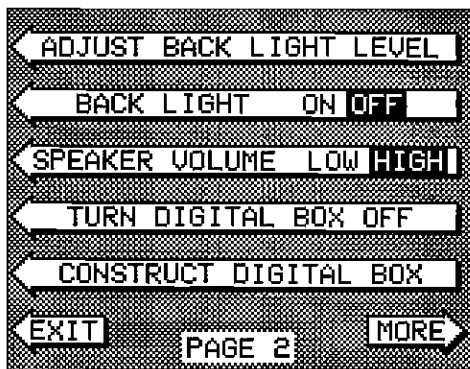 ADJUST BACK LIGHT LEVEL
BACK LIGHT ON OFF
SPEAKER VOLUME LOW HIGH
TURN DIGITAL BOX OFF
CONSTRUCT DIGITAL BOX
EXIT PAGE 2 MORE